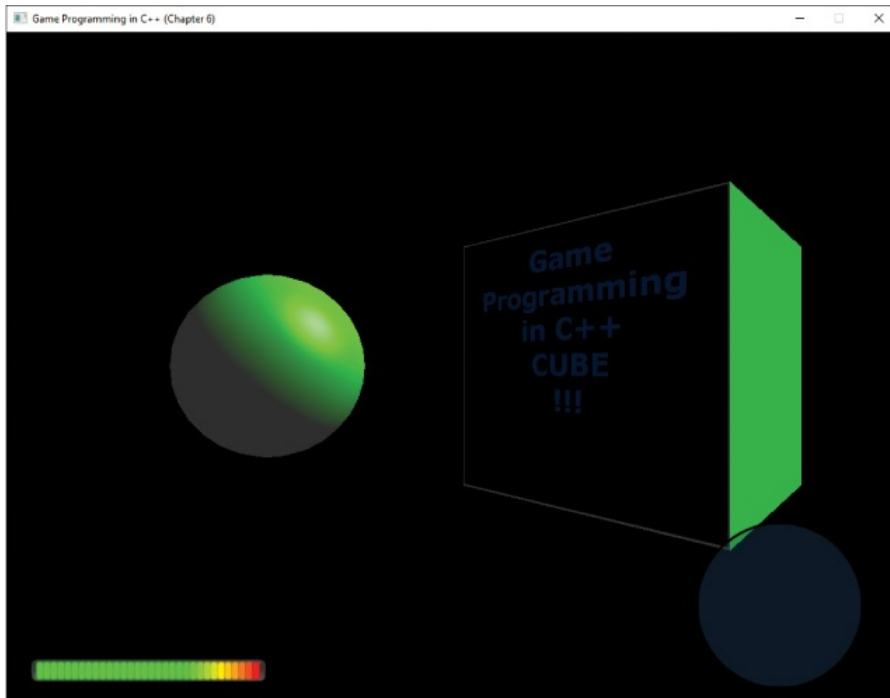 Game Programming in C++ (Chapter 6)
Game
Programming
in C++
CUBE
!!!